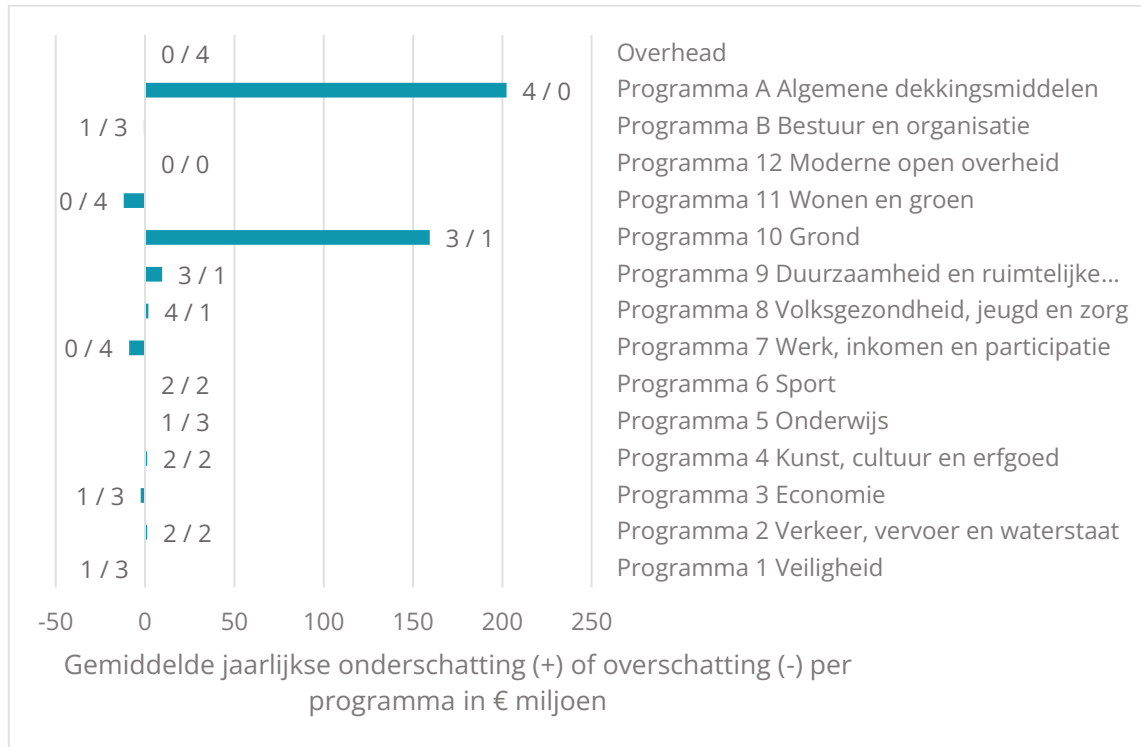 0 / 4 Overhead
4 / 0 Programma A Algemene dekkingsmiddelen
1 / 3 Programma B Bestuur en organisatie
0 / 0 Programma 12 Moderne open overheid
0 / 4 Programma 11 Wonen en groen
3 / 1 Programma 10 Grond
3 / 1 Programma 9 Duurzaamheid en ruimtelijke...
4 / 1 Programma 8 Volksgezondheid, jeugd en zorg
0 / 4 Programma 7 Werk, inkomen en participatie
2 / 2 Programma 6 Sport
1 / 3 Programma 5 Onderwijs
2 / 2 Programma 4 Kunst, cultuur en erfgoed
1 / 3 Programma 3 Economie
2 / 2 Programma 2 Verkeer, vervoer en waterstaat
1 / 3 Programma 1 Veiligheid
-50 0 50 100 150 200 250
Gemiddelde jaarlijkse onderschatting (+) of overschatting (-) per
programma in € miljoen